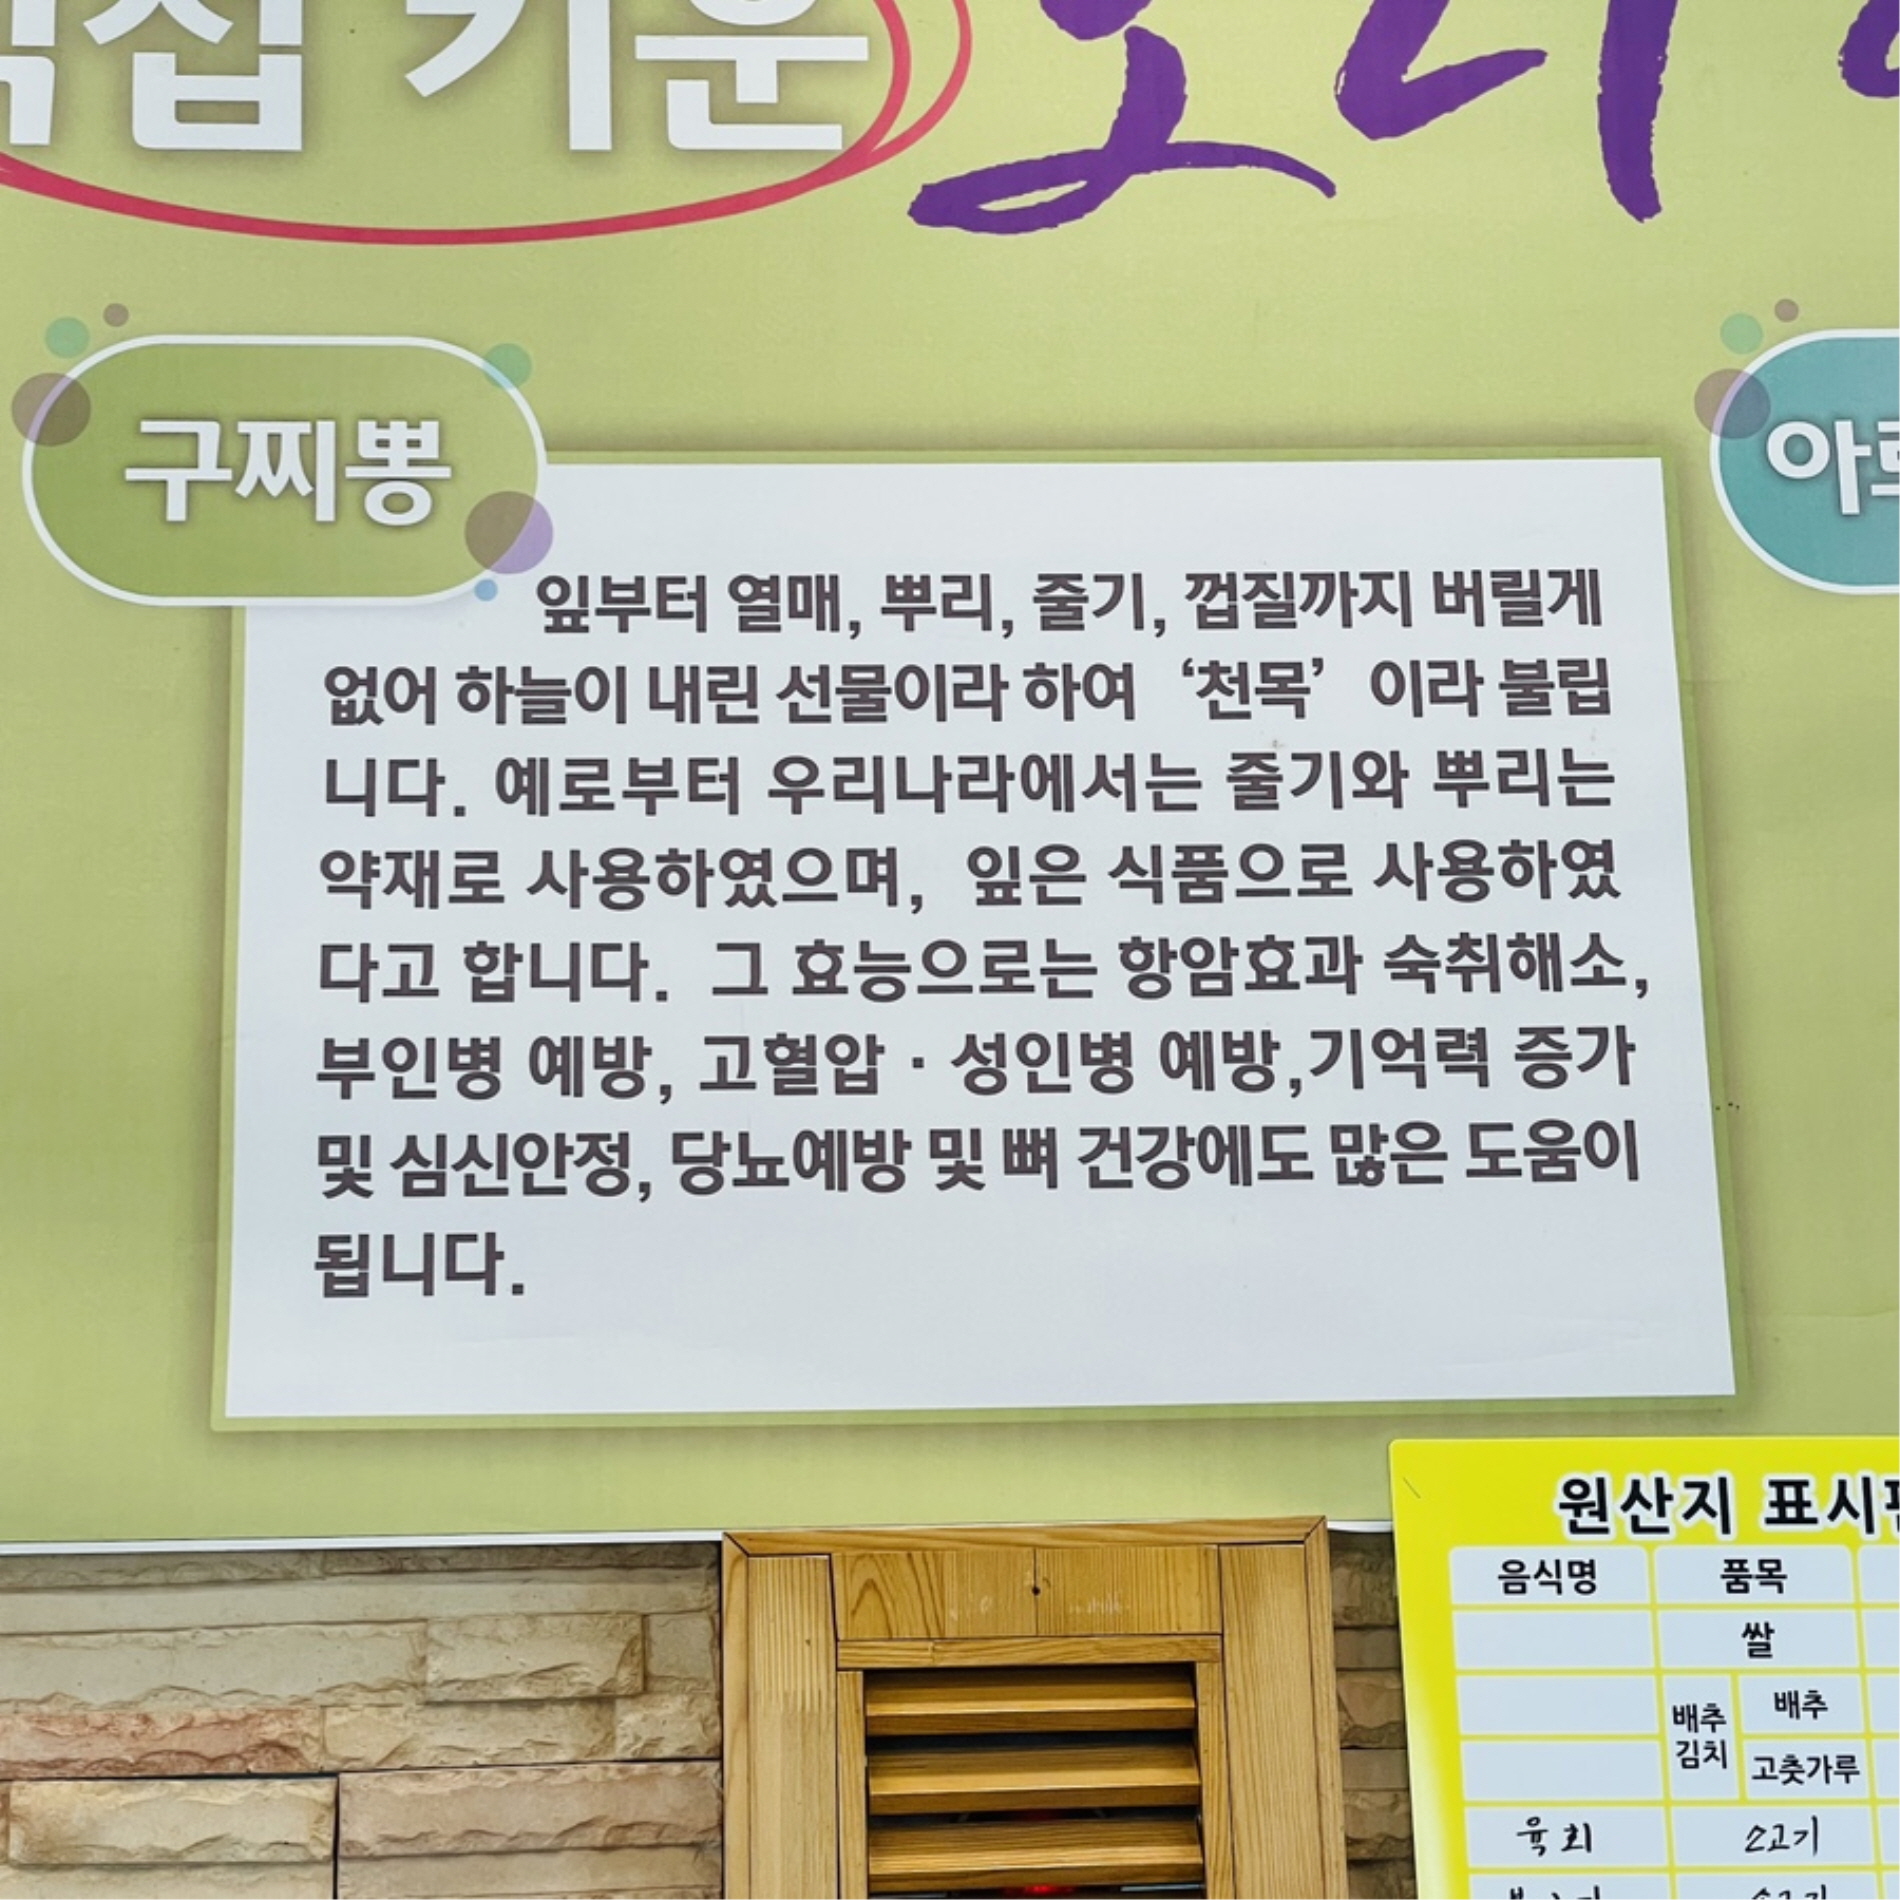 키운 오리
구찌뽕
잎부터 열매, 뿌리, 줄기, 껍질까지 버릴게
없어 하늘이 내린 선물이라 하여 ‘천목’ 이라 불립
니다. 예로부터 우리나라에서는 줄기와 뿌리는
약재로 사용하였으며, 잎은 식품으로 사용하였
다고 합니다. 그 효능으로는 항암효과 숙취해소,
부인병 예방, 고혈압 · 성인병 예방,기억력 증가
및 심신안정, 당뇨예방 및 뼈 건강에도 많은 도움이
됩니다.
원산지 표시판
음식명 품목
쌀
배추
김치
배추
고춧가루
육회 소고기